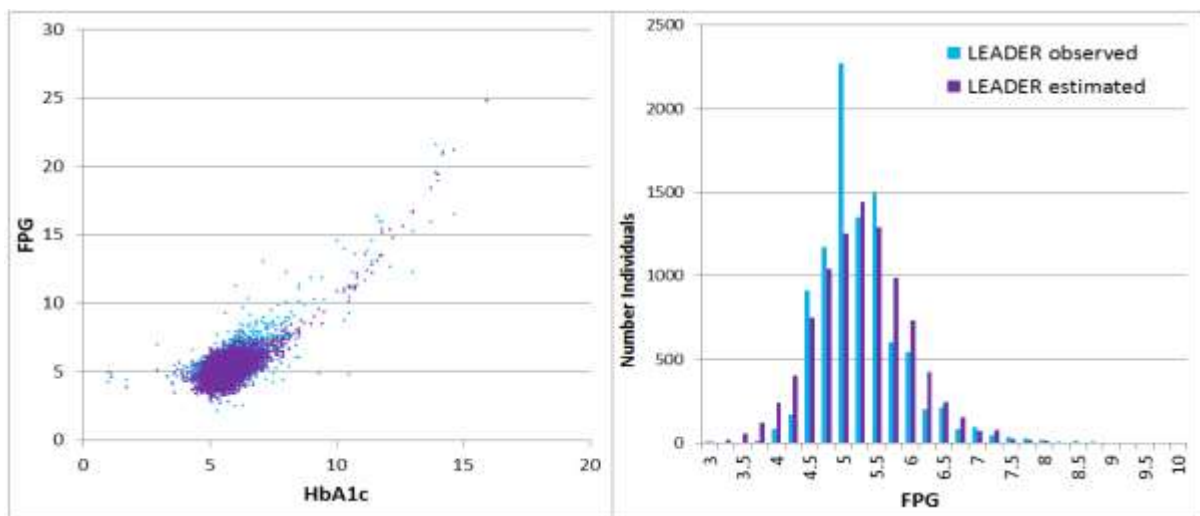 30
25
20
15
10
5
0
FPG
0 5 10 15 20
HbA1c
2500
2000
1500
1000
500
0
Number Individuals
LEADER observed
LEADER estimated
3 3.5 4 4.5 5 5.5 6 6.5 7 7.5 8 8.5 9 9.5 10
FPG